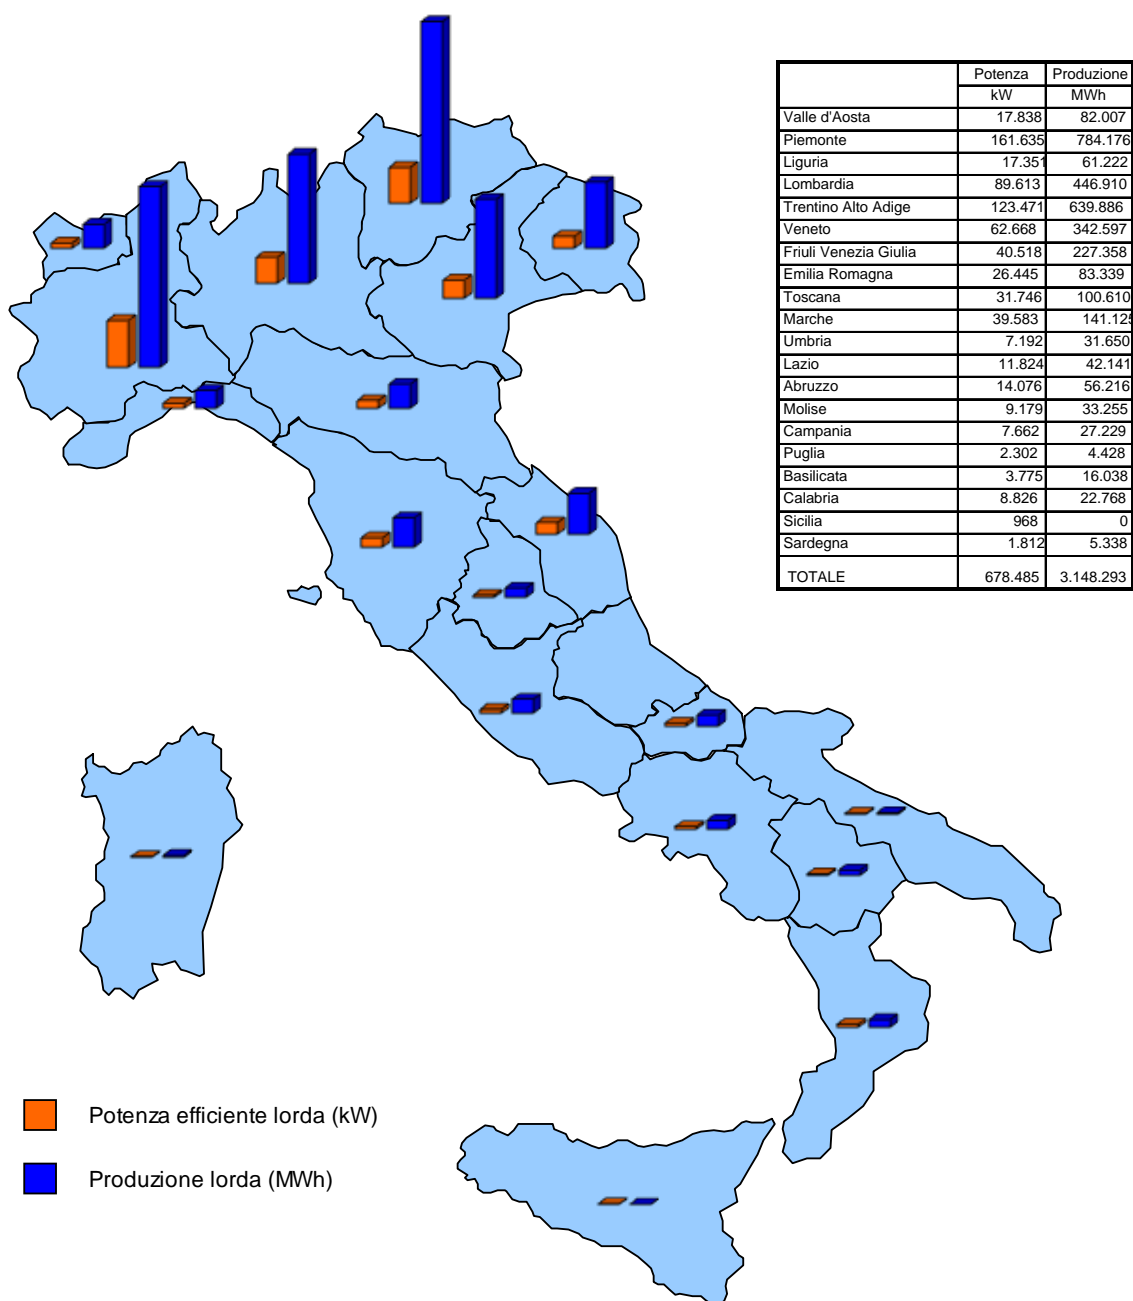 Potenza Produzione
kW MWh
Valle d'Aosta 17.838 82.007
Piemonte 161.635 784.176
Liguria 17.351 61.222
Lombardia 89.613 446.910
Trentino Alto Adige 123.471 639.886
Veneto 62.668 342.597
Friuli Venezia Giulia 40.518 227.358
Emilia Romagna 26.445 83.339
Toscana 31.746 100.610
Marche 39.583 141.125
Umbria 7.192 31.650
Lazio 11.824 42.141
Abruzzo 14.076 56.216
Molise 9.179 33.255
Campania 7.662 27.229
Puglia 2.302 4.428
Basilicata 3.775 16.038
Calabria 8.826 22.768
Sicilia 968 0
Sardegna 1.812 5.338
TOTALE 678.485 3.148.293
Potenza efficiente lorda (kW)
Produzione lorda (MWh)